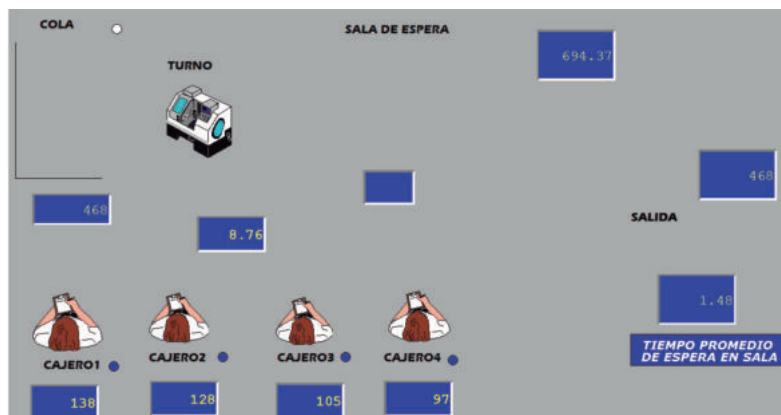 COLA
SALA DE ESPERA
694.37
TURNO
468
468
8.76
SALIDA
1.48
TIEMPO PROMEDIO
DE ESPERA EN SALA
CAJERO1
CAJERO2
CAJERO3
CAJERO4
138
128
105
97